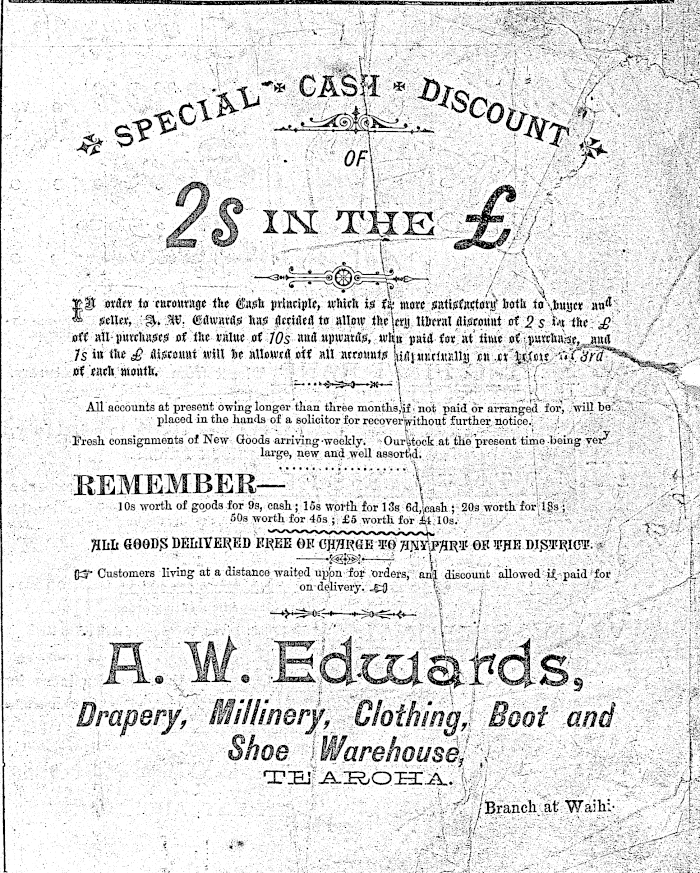 SPECIAL CASH DISCOUNT
OF
2s IN THE £
IN order to encourage the Cash principle, which is far more satisfactory both to buyer and
seller, A. W. Edwards has decided to allow the very liberal discount of 2s in the £
off all purchases of the value of 10s and upwards, when paid for at time of purchase, and
1s in the £ discount will be allowed off all accounts paid punctually on or before 3rd
of each month.
All accounts at present owing longer than three months, if not paid or arranged for, will be
placed in the hands of a solicitor for recover without further notice.
Fresh consignments of New Goods arriving weekly. Our stock at the present time being very
large, new and well assort'd.
REMEMBER—
10s worth of goods for 9s, cash; 15s worth for 13s 6d, cash; 20s worth for 18s;
50s worth for 45s; £5 worth for £4 10s.
ALL GOODS DELIVERED FREE OF CHARGE TO ANY PART OF THE DISTRICT.
Customers living at a distance waited upon for orders, and discount allowed if paid for
on delivery.
A. W. Edwards,
Drapery, Millinery, Clothing, Boot and
Shoe Warehouse,
TE AROHA.
Branch at Waihi.